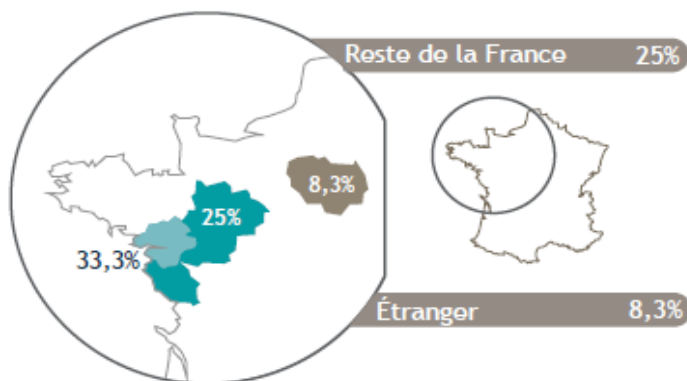 Reste de la France 25%
8,3%
25%
33,3%
Étranger 8,3%